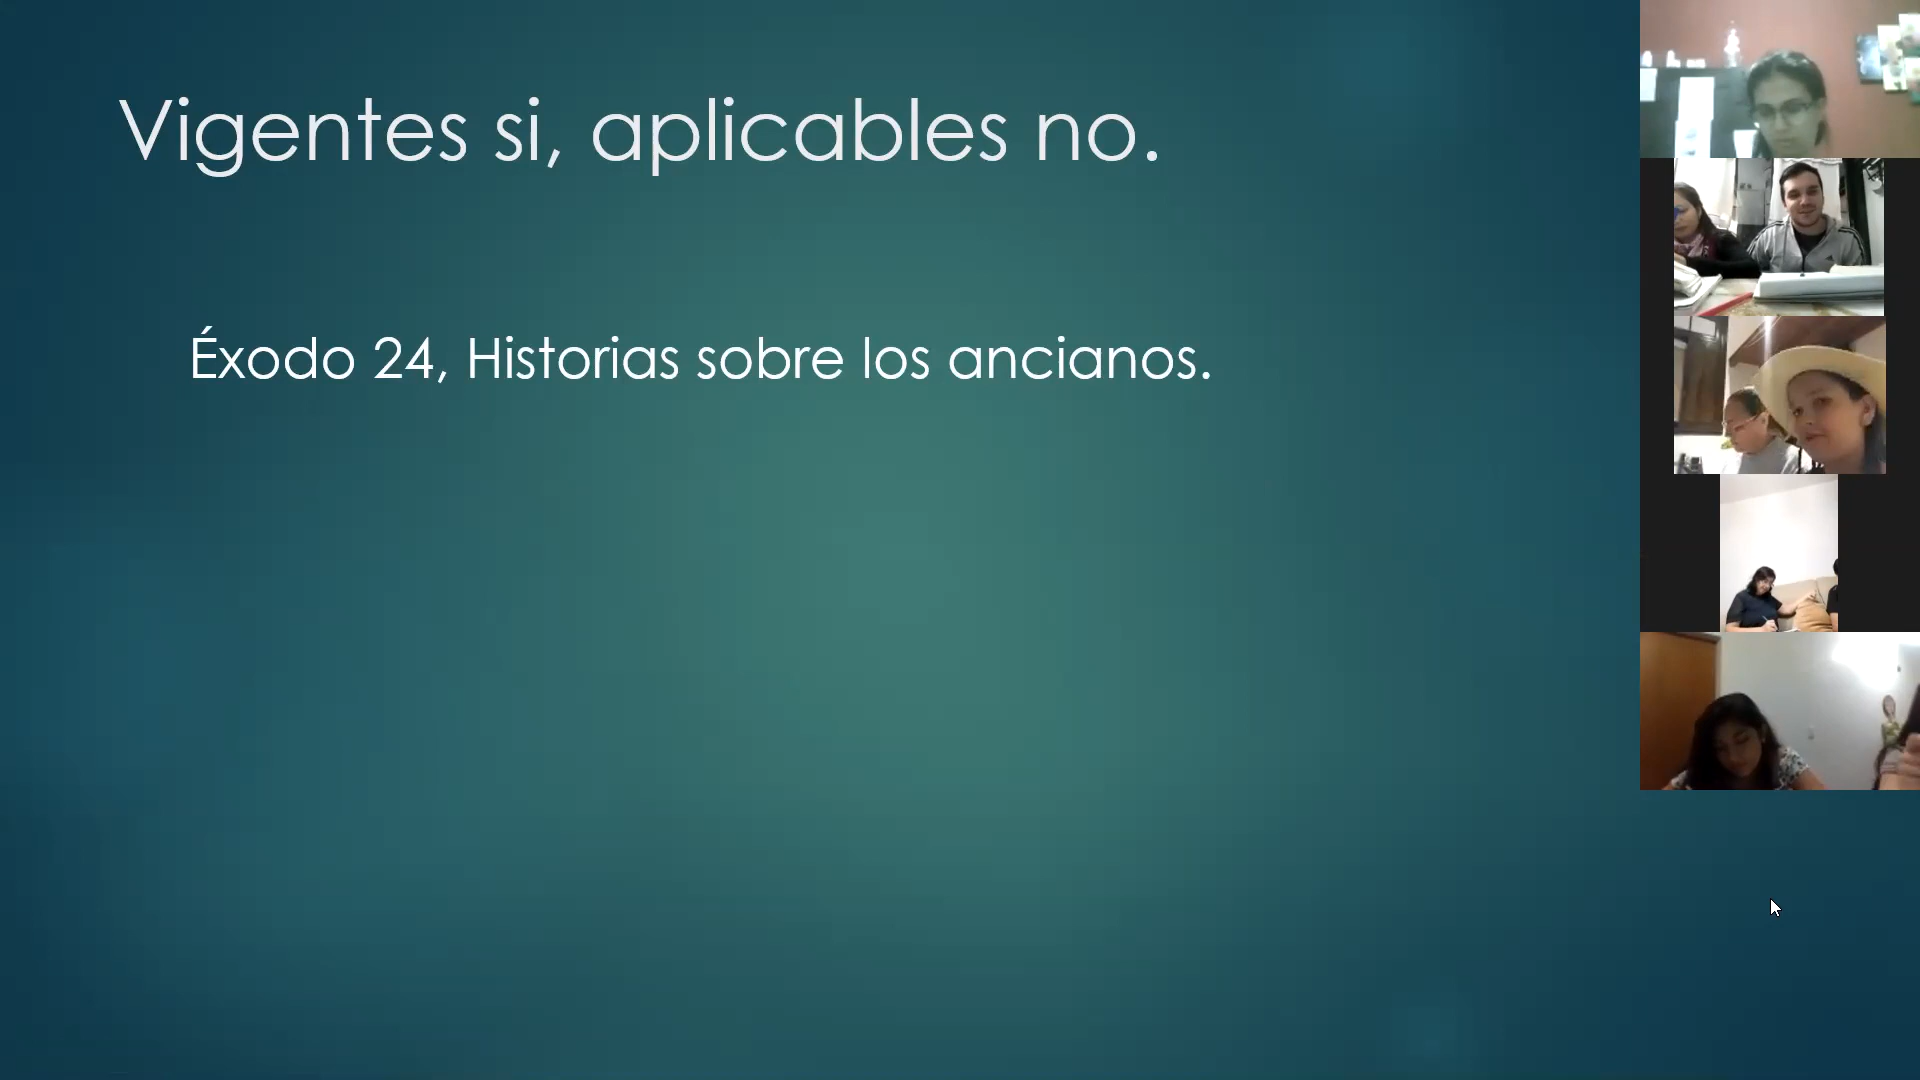 Vigentes si, aplicables no.
Éxodo 24, Historias sobre los ancianos.